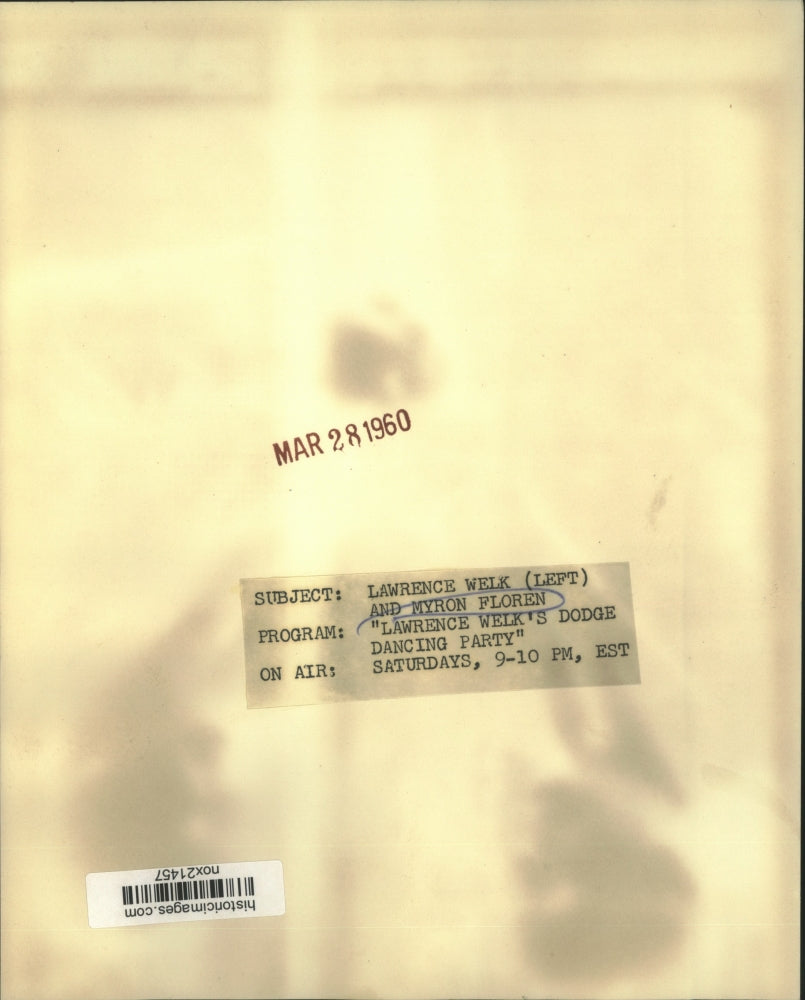 MAR 28 1960
SUBJECT: LAWRENCE WELK (LEFT)
AND MYRON FLOREN
PROGRAM: "LAWRENCE WELK'S DODGE
DANCING PARTY"
ON AIR: SATURDAYS, 9-10 PM, EST
historicimages.com
nox21457